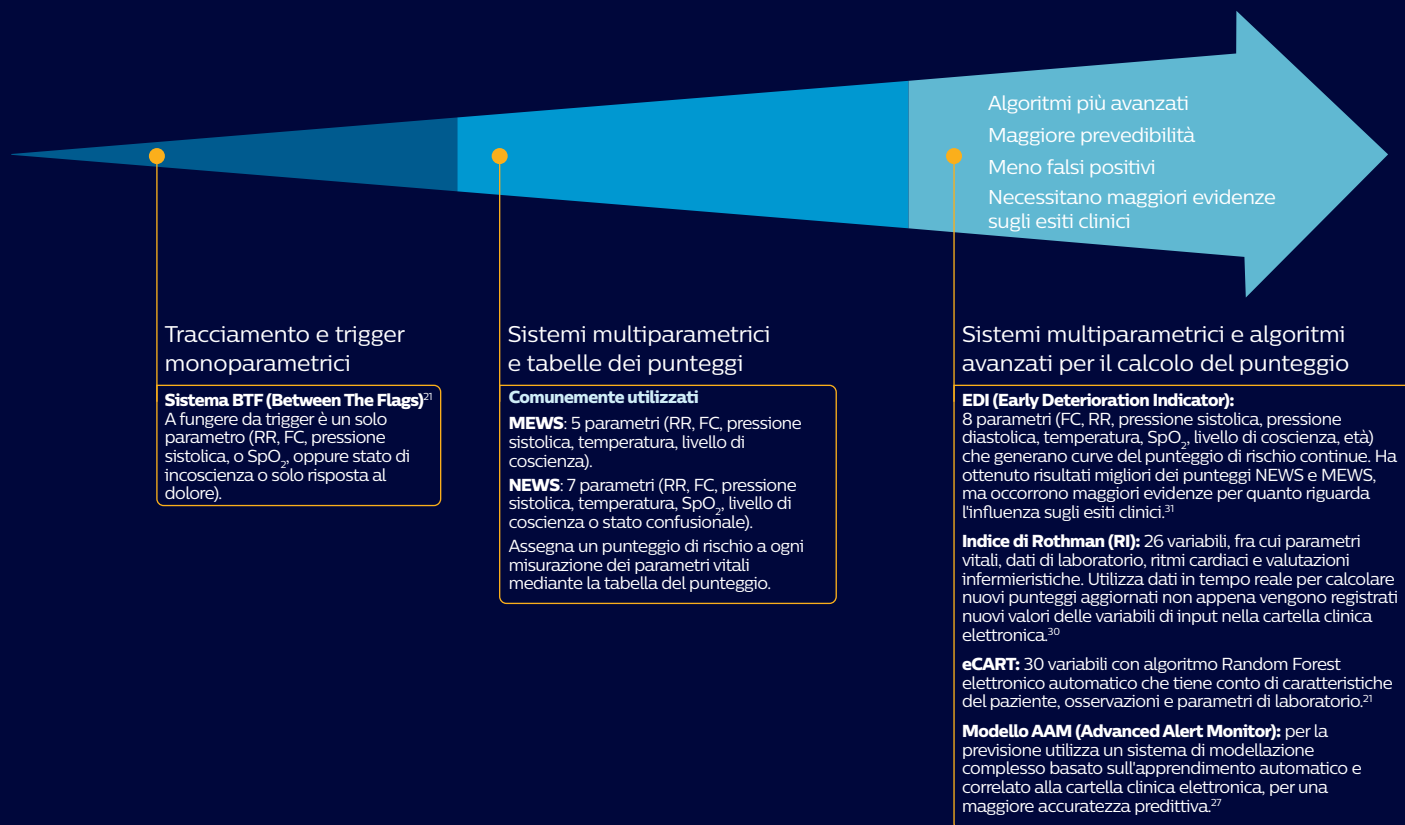 Algoritmi più avanzati
Maggiore prevedibilità
Meno falsi positivi
Necessitano maggiori evidenze
sugli esiti clinici
Tracciamento e trigger
monoparametrici
Sistema BTF (Between The Flags)²¹
A fungere da trigger è un solo
parametro (RR, FC, pressione
sistolica, o SpO₂, oppure stato di
incoscienza o solo risposta al
dolore).
Sistemi multiparametrici
e tabelle dei punteggi
Comunemente utilizzati
MEWS: 5 parametri (RR, FC, pressione
sistolica, temperatura, livello di
coscienza).
NEWS: 7 parametri (RR, FC, pressione
sistolica, temperatura, SpO₂, livello di
coscienza o stato confusionale).
Assegna un punteggio di rischio a ogni
misurazione dei parametri vitali
mediante la tabella del punteggio.
Sistemi multiparametrici e algoritmi
avanzati per il calcolo del punteggio
EDI (Early Deterioration Indicator):
8 parametri (FC, RR, pressione sistolica, pressione
diastolica, temperatura, SpO₂, livello di coscienza, età)
che generano curve del punteggio di rischio continue. Ha
ottenuto risultati migliori dei punteggi NEWS e MEWS,
ma occorrono maggiori evidenze per quanto riguarda
l'influenza sugli esiti clinici.³¹
Indice di Rothman (RI): 26 variabili, fra cui parametri
vitali, dati di laboratorio, ritmi cardiaci e valutazioni
infermieristiche. Utilizza dati in tempo reale per calcolare
nuovi punteggi aggiornati non appena vengono registrati
nuovi valori delle variabili di input nella cartella clinica
elettronica.³⁰
eCART: 30 variabili con algoritmo Random Forest
elettronico automatico che tiene conto di caratteristiche
del paziente, osservazioni e parametri di laboratorio.²¹
Modello AAM (Advanced Alert Monitor): per la
previsione utilizza un sistema di modellazione
complesso basato sull'apprendimento automatico e
correlato alla cartella clinica elettronica, per una
maggiore accuratezza predittiva.²⁷